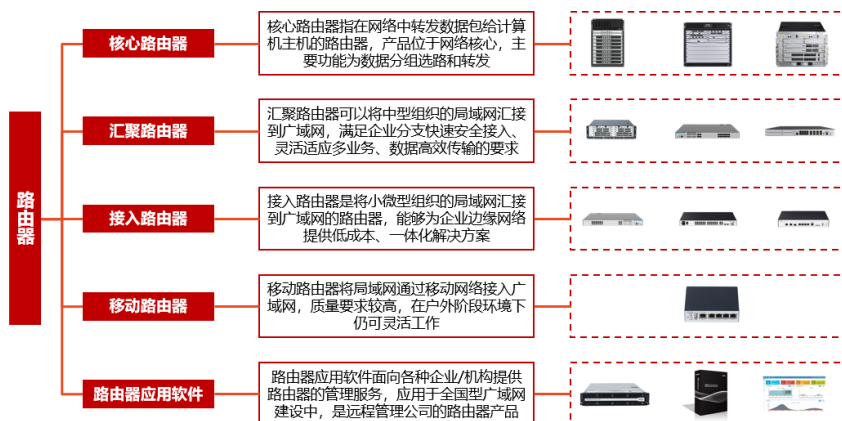 路由器
核心路由器
核心路由器指在网络中转发数据包给计算
机主机的路由器，产品位于网络核心，主
要功能为数据分组选路和转发
汇聚路由器
汇聚路由器可以将中型组织的局域网汇接
到广域网，满足企业分支快速安全接入、
灵活适应多业务、数据高效传输的要求
接入路由器
接入路由器是将小微型组织的局域网汇接
到广域网的路由器，能够为企业边缘网络
提供低成本、一体化解决方案
移动路由器
移动路由器将局域网通过移动网络接入广
域网，质量要求较高，在户外阶段环境下
仍可灵活工作
路由器应用软件
路由器应用软件面向各种企业/机构提供
路由器的管理服务，应用于全国型广域网
建设中，是远程管理公司的路由器产品